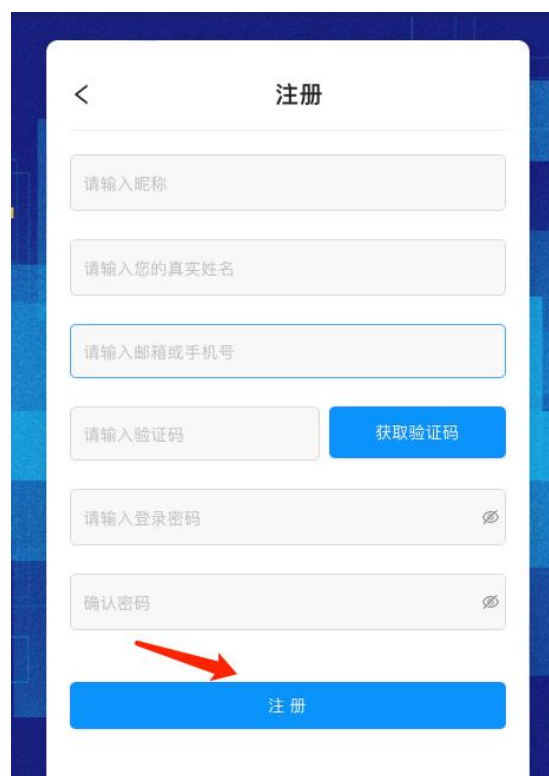 注册
请输入昵称
请输入您的真实姓名
请输入邮箱或手机号
请输入验证码 获取验证码
请输入登录密码
确认密码
注册